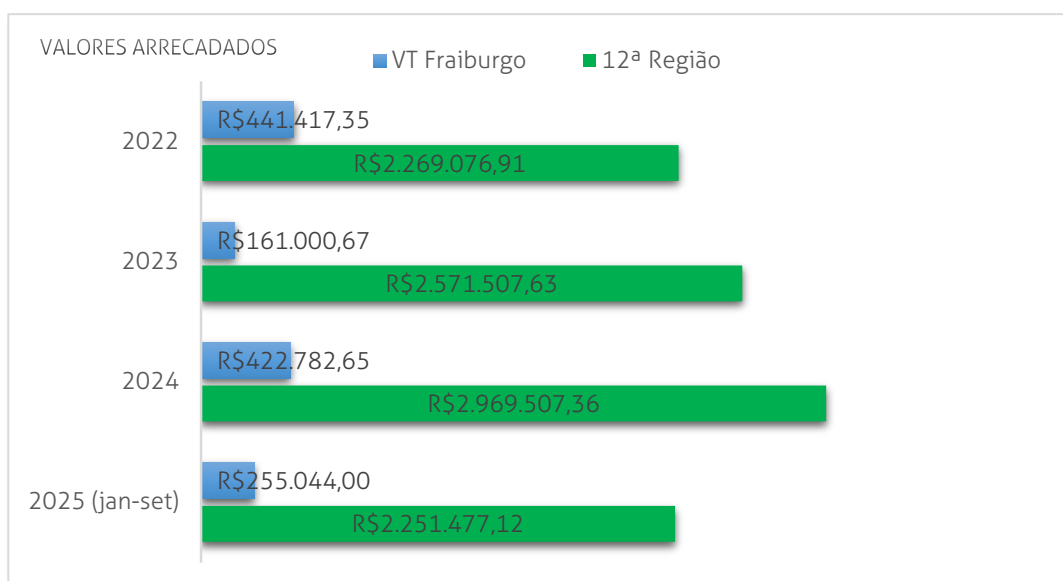 VALORES ARRECADADOS
VT Fraiburgo 12ª Região
2022
R$441.417,35
R$2.269.076,91
2023
R$161.000,67
R$2.571.507,63
2024
R$422.782,65
R$2.969.507,36
2025 (jan-set)
R$255.044,00
R$2.251.477,12